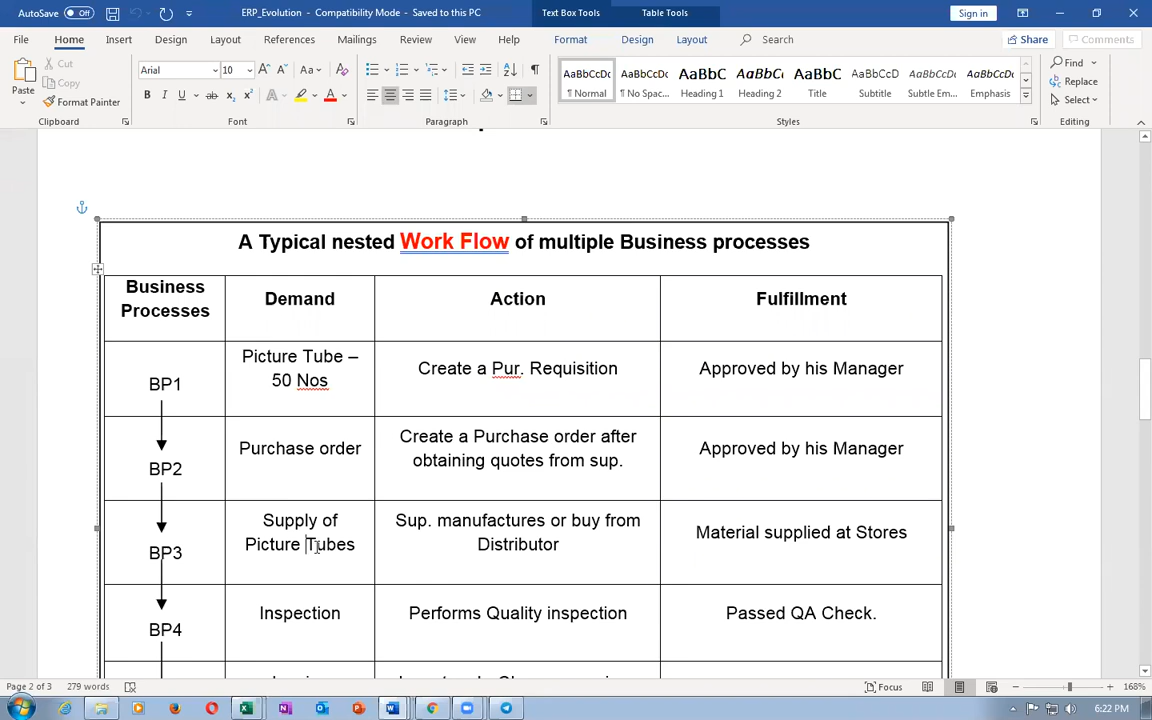 AutoSave Off
ERP_Evolution - Compatibility Mode - Saved to this PC
Text Box Tools
Table Tools
Sign in
File Home Insert Design Layout References Mailings Review View Help Format Design Layout Search Share Comments
Paste
Cut
Copy
Format Painter
Clipboard
Arial 10
Font
Paragraph
AaBbCcDc AaBbCcDc AaBbC AaBbC AaBbC AaBbCcD AaBbCcD AaBbCcD
¶ Normal ¶ No Spac... Heading 1 Heading 2 Title Subtitle Subtle Em... Emphasis
Styles
Find
Replace
Select
Editing
A Typical nested Work Flow of multiple Business processes
Business Processes Demand Action Fulfillment
BP1
Picture Tube –
50 Nos
Create a Pur. Requisition
Approved by his Manager
BP2
Purchase order
Create a Purchase order after
obtaining quotes from sup.
Approved by his Manager
BP3
Supply of
Picture Tubes
Sup. manufactures or buy from
Distributor
Material supplied at Stores
BP4
Inspection
Performs Quality inspection
Passed QA Check.
Page 2 of 3 279 words Focus 168%
6:22 PM